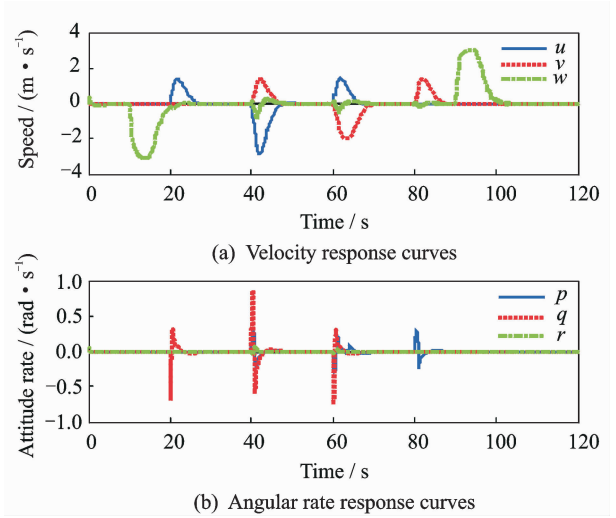 4
2
0
−2
−4
Speed / (m • s⁻¹)
u
v
w
0 20 40 60 80 100 120
Time / s
(a) Velocity response curves
1.0
0.5
0.0
−0.5
−1.0
Attitude rate / (rad • s⁻¹)
p
q
r
0 20 40 60 80 100 120
Time / s
(b) Angular rate response curves